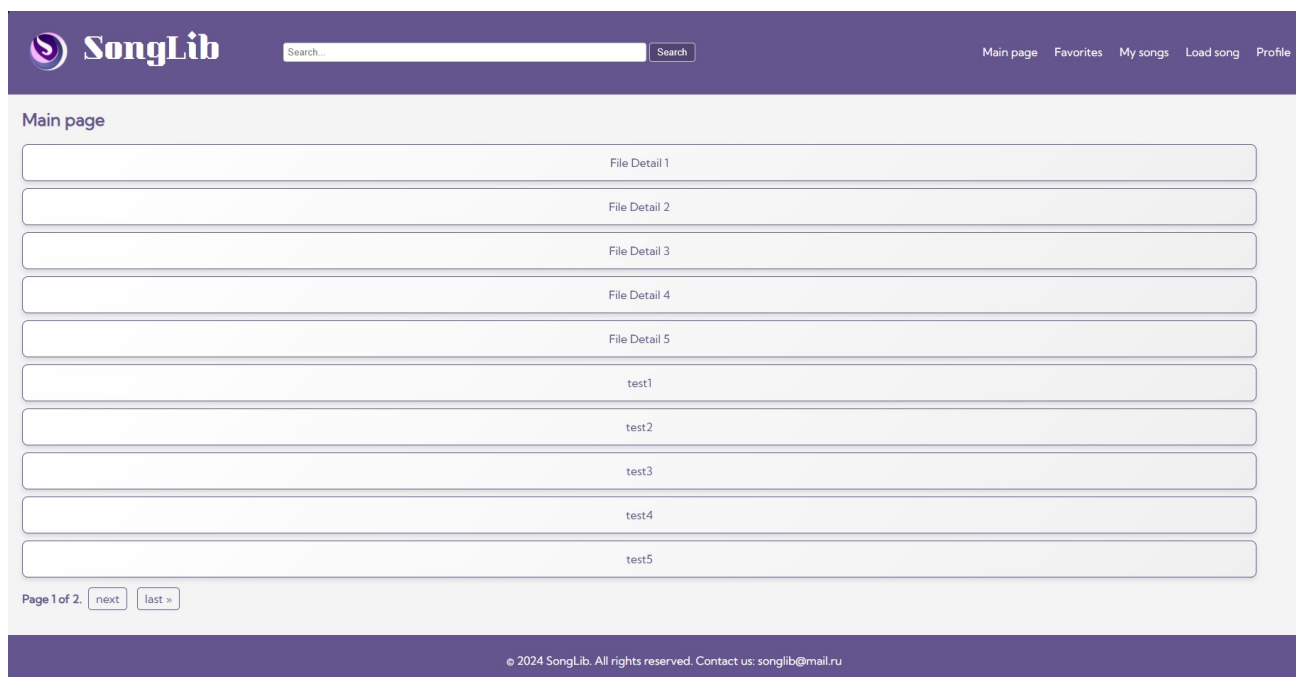 SongLib
Search...
Search
Main page Favorites My songs Load song Profile
Main page
File Detail 1
File Detail 2
File Detail 3
File Detail 4
File Detail 5
test1
test2
test3
test4
test5
Page 1 of 2. next last »
© 2024 SongLib. All rights reserved. Contact us: songlib@mail.ru